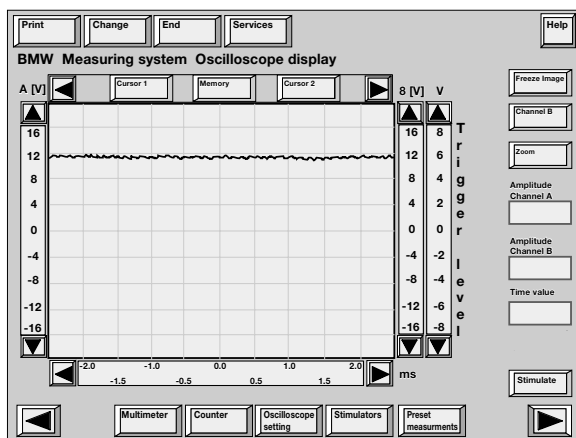 Print Change End Services Help
BMW Measuring system Oscilloscope display
A [V] Cursor 1 Memory Cursor 2 8 [V] V
Freeze Image
Channel B
Zoom
Amplitude
Channel A
Amplitude
Channel B
Time value
16 16 8
12 12 6
8 8 4
4 4 2
0 0 0
-4 -4 -2
-8 -8 -4
-12 -12 -6
-16 -16 -8
Trigger level
-2.0 -1.0 0.0 1.0 2.0
-1.5 -0.5 0.5 1.5
ms
Stimulate
Multimeter Counter Oscilloscope setting Stimulators Preset measurments